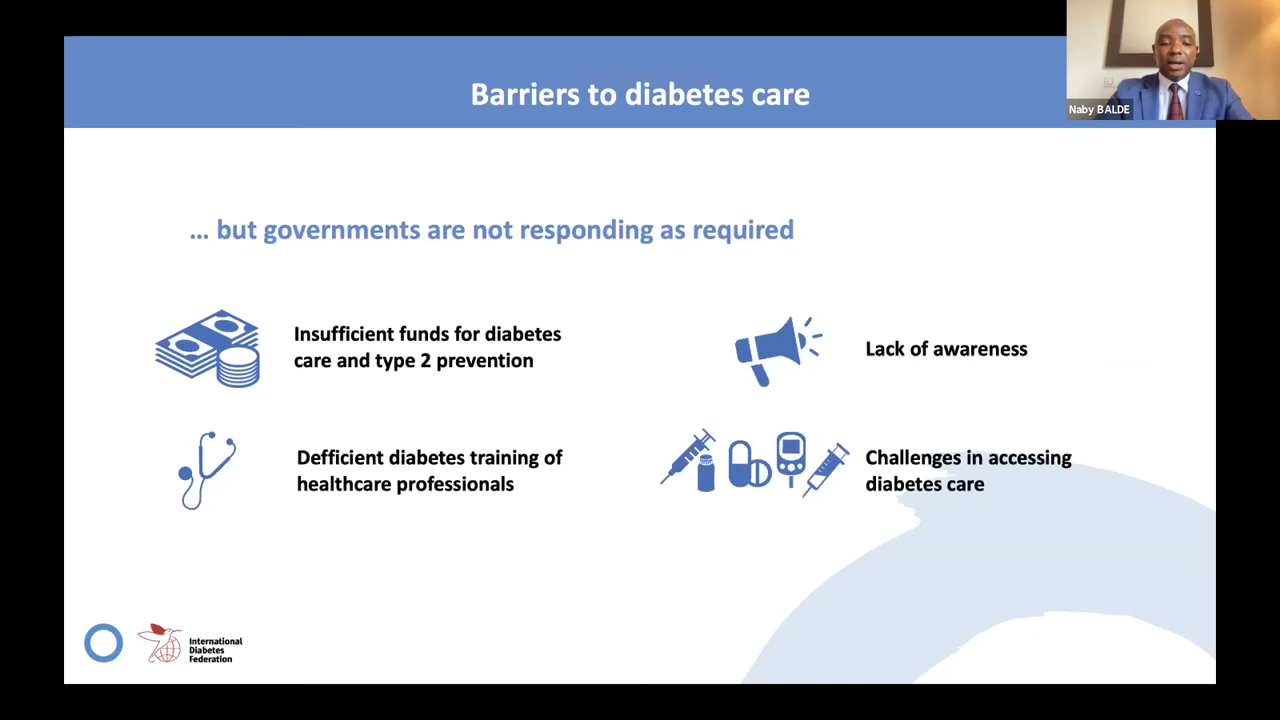 Barriers to diabetes care
Naby BALDE
... but governments are not responding as required
Insufficient funds for diabetes
care and type 2 prevention
Lack of awareness
Defficient diabetes training of
healthcare professionals
Challenges in accessing
diabetes care
International
Diabetes
Federation